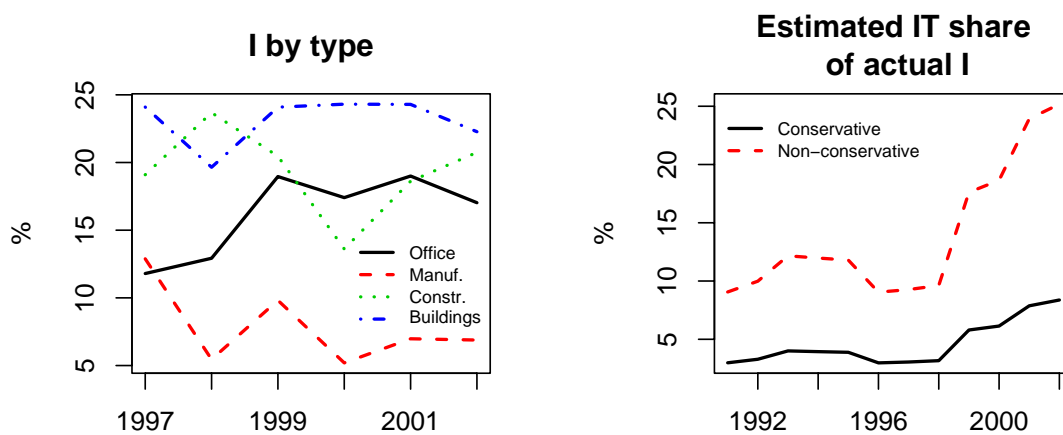 I by type
%
25
20
15
10
5
1997
1999
2001
Office
Manuf.
Constr.
Buildings
Estimated IT share
of actual I
%
25
20
15
10
5
1992
1996
2000
Conservative
Non−conservative